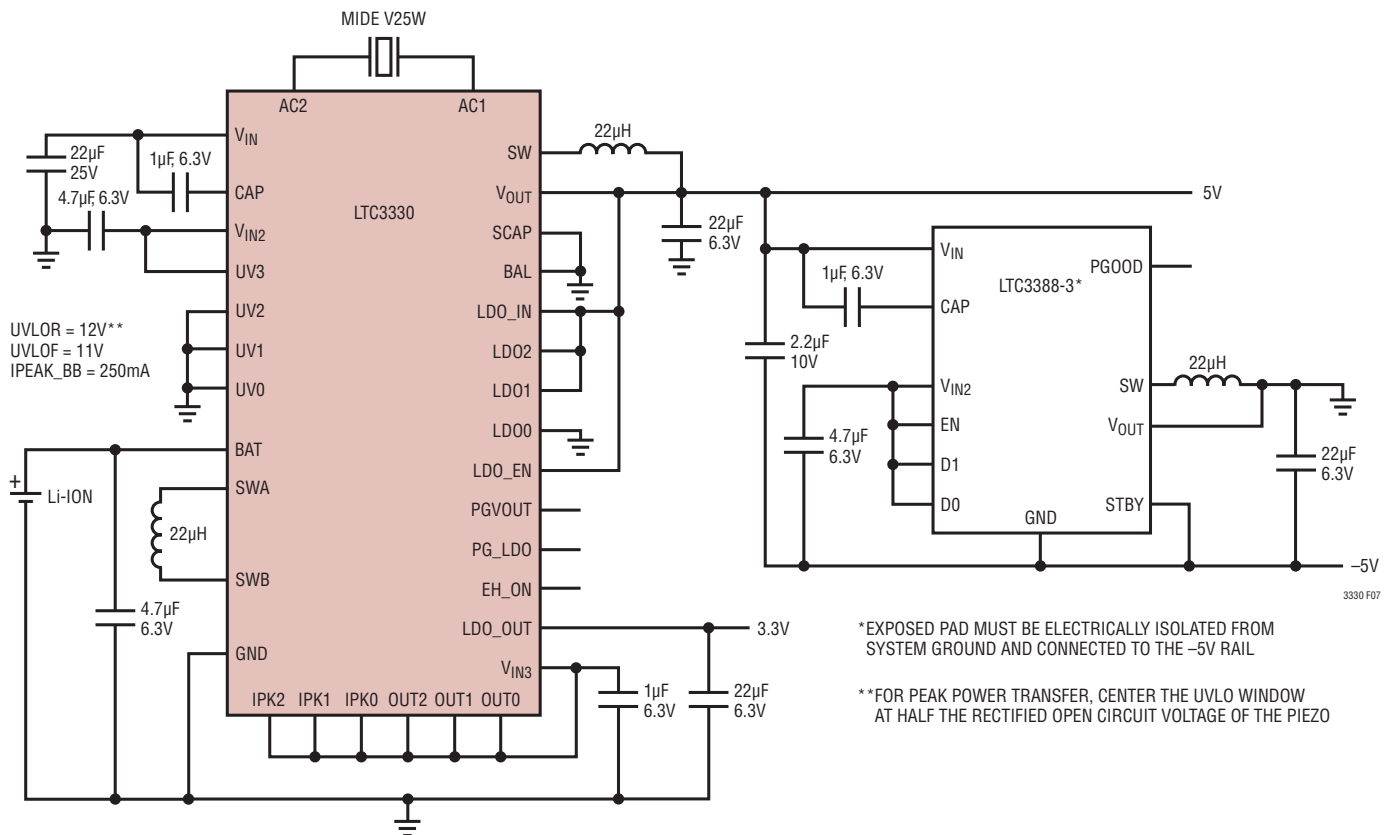 MIDE V25W
AC2
AC1
VIN
CAP
VIN2
UV3
UV2
UV1
UV0
BAT
SWA
SWB
GND
LTC3330
SW
VOUT
SCAP
BAL
LDO_IN
LDO2
LDO1
LDO0
LDO_EN
PGVOUT
PG_LDO
EH_ON
LDO_OUT
VIN3
IPK2 IPK1 IPK0 OUT2 OUT1 OUT0
22µF
25V
1µF, 6.3V
4.7µF, 6.3V
UVLOR = 12V**
UVLOF = 11V
IPEAK_BB = 250mA
+
Li-ION
22µH
4.7µF
6.3V
22µH
22µF
6.3V
5V
1µF, 6.3V
2.2µF
10V
4.7µF
6.3V
VIN
CAP
VIN2
EN
D1
D0
GND
LTC3388-3*
PGOOD
SW
VOUT
STBY
22µH
22µF
6.3V
–5V
3330 F07
3.3V
1µF
6.3V
22µF
6.3V
*EXPOSED PAD MUST BE ELECTRICALLY ISOLATED FROM
SYSTEM GROUND AND CONNECTED TO THE –5V RAIL
**FOR PEAK POWER TRANSFER, CENTER THE UVLO WINDOW
AT HALF THE RECTIFIED OPEN CIRCUIT VOLTAGE OF THE PIEZO